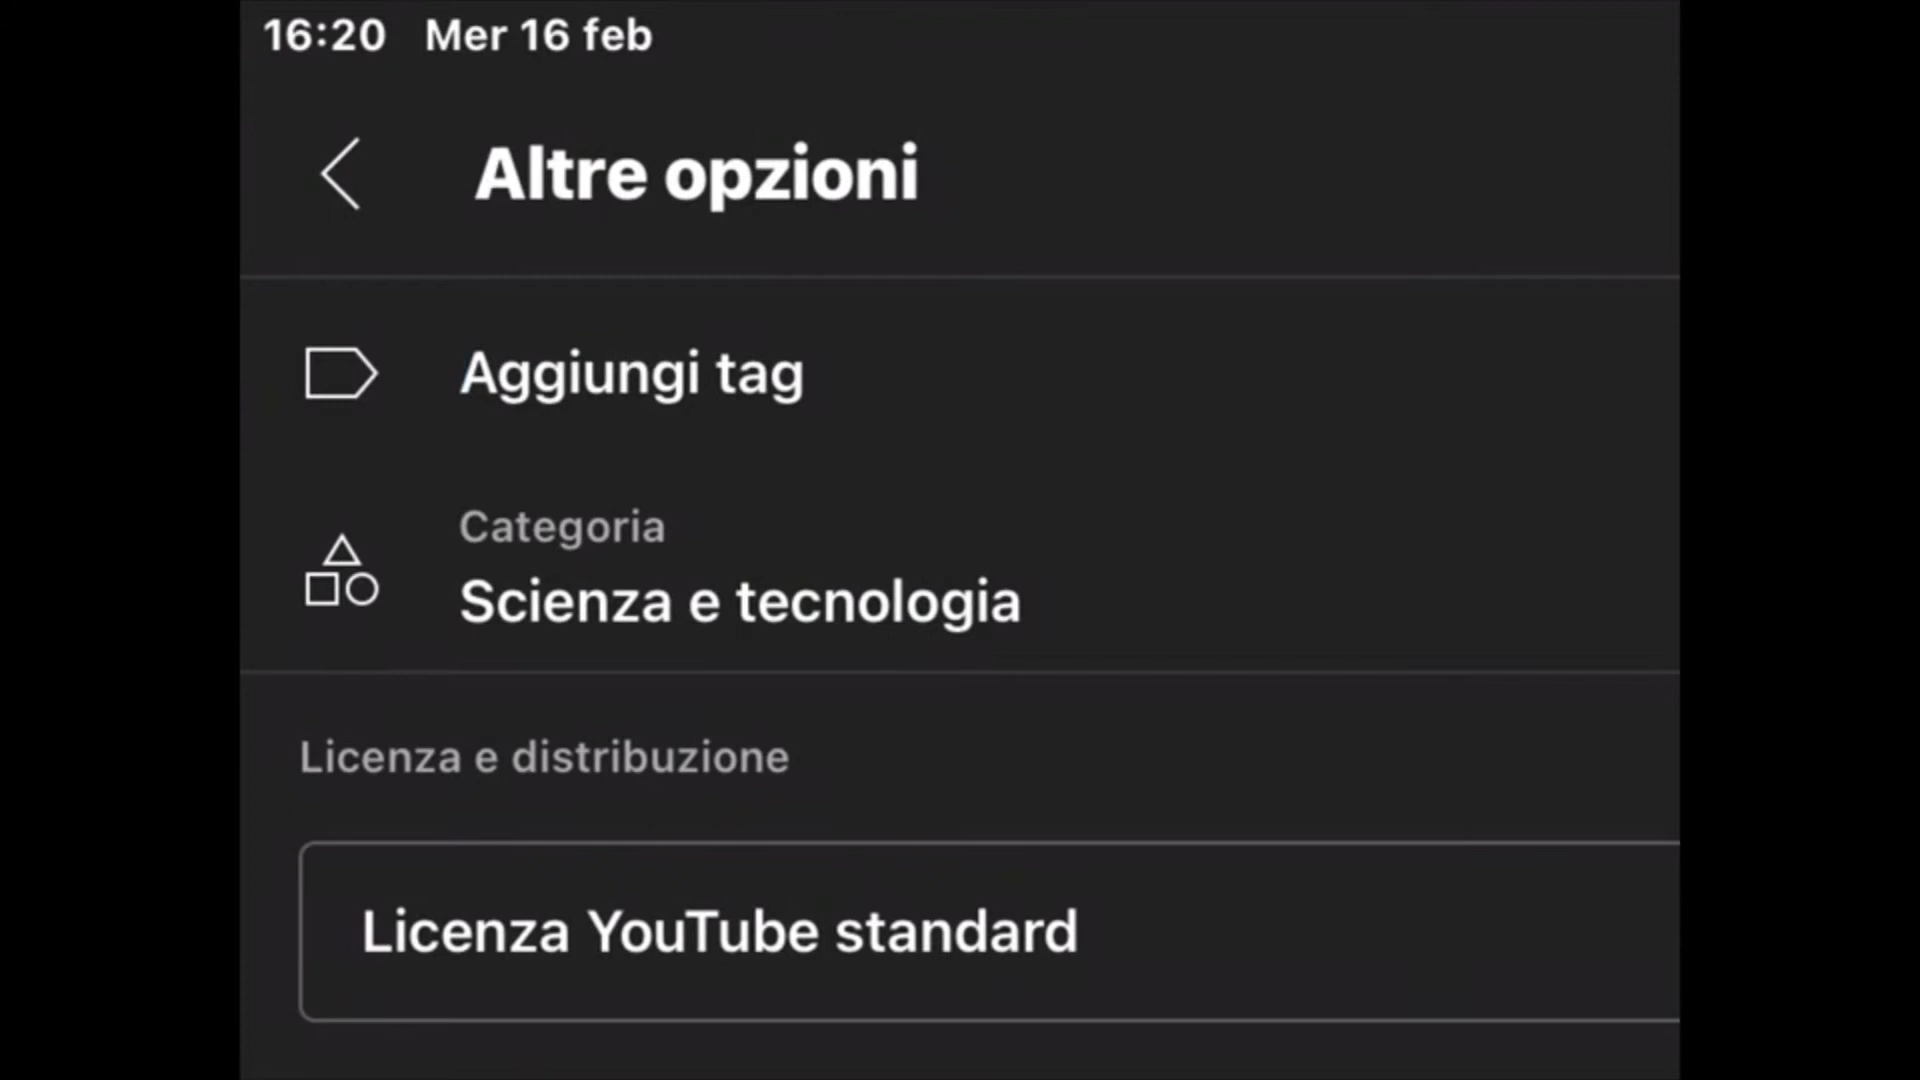 16:20 Mer 16 feb
Altre opzioni
Aggiungi tag
Categoria
Scienza e tecnologia
Licenza e distribuzione
Licenza YouTube standard